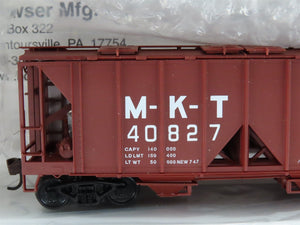 wser Mfg.
Box 322
ntoursville, PA. 17754
M-K-T
40827
CAPY 140 000
LD LMT 150 400
LT WT 50 000 NEW 7 47